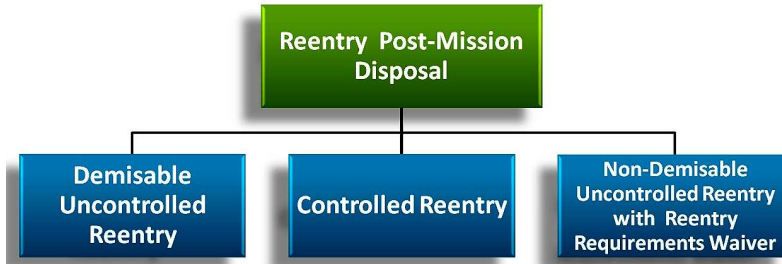 Reentry Post-Mission
Disposal
Demisable
Uncontrolled
Reentry
Controlled Reentry
Non-Demisable
Uncontrolled Reentry
with Reentry
Requirements Waiver